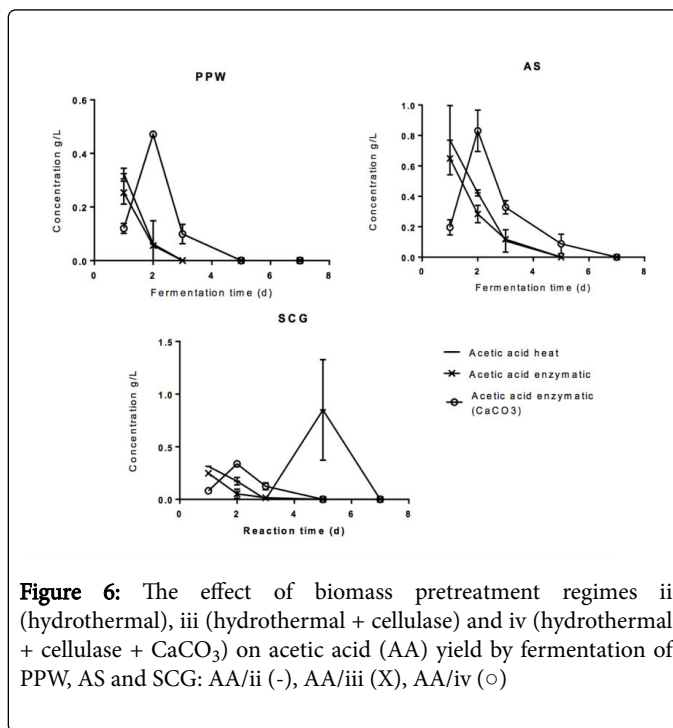 PPW
Concentration g/L
0.6
0.4
0.2
0.0
0 2 4 6 8
Fermentation time (d)
AS
Concentration g/L
1.0
0.8
0.6
0.4
0.2
0.0
0 2 4 6 8
Fermentation time (d)
SCG
Concentration g/L
1.5
1.0
0.5
0.0
0 2 4 6 8
Reaction time (d)
Acetic acid heat
Acetic acid enzymatic
Acetic acid enzymatic
(CaCO3)
Figure 6: The effect of biomass pretreatment regimes ii
(hydrothermal), iii (hydrothermal + cellulase) and iv (hydrothermal
+ cellulase + CaCO₃) on acetic acid (AA) yield by fermentation of
PPW, AS and SCG: AA/ii (-), AA/iii (X), AA/iv (○)